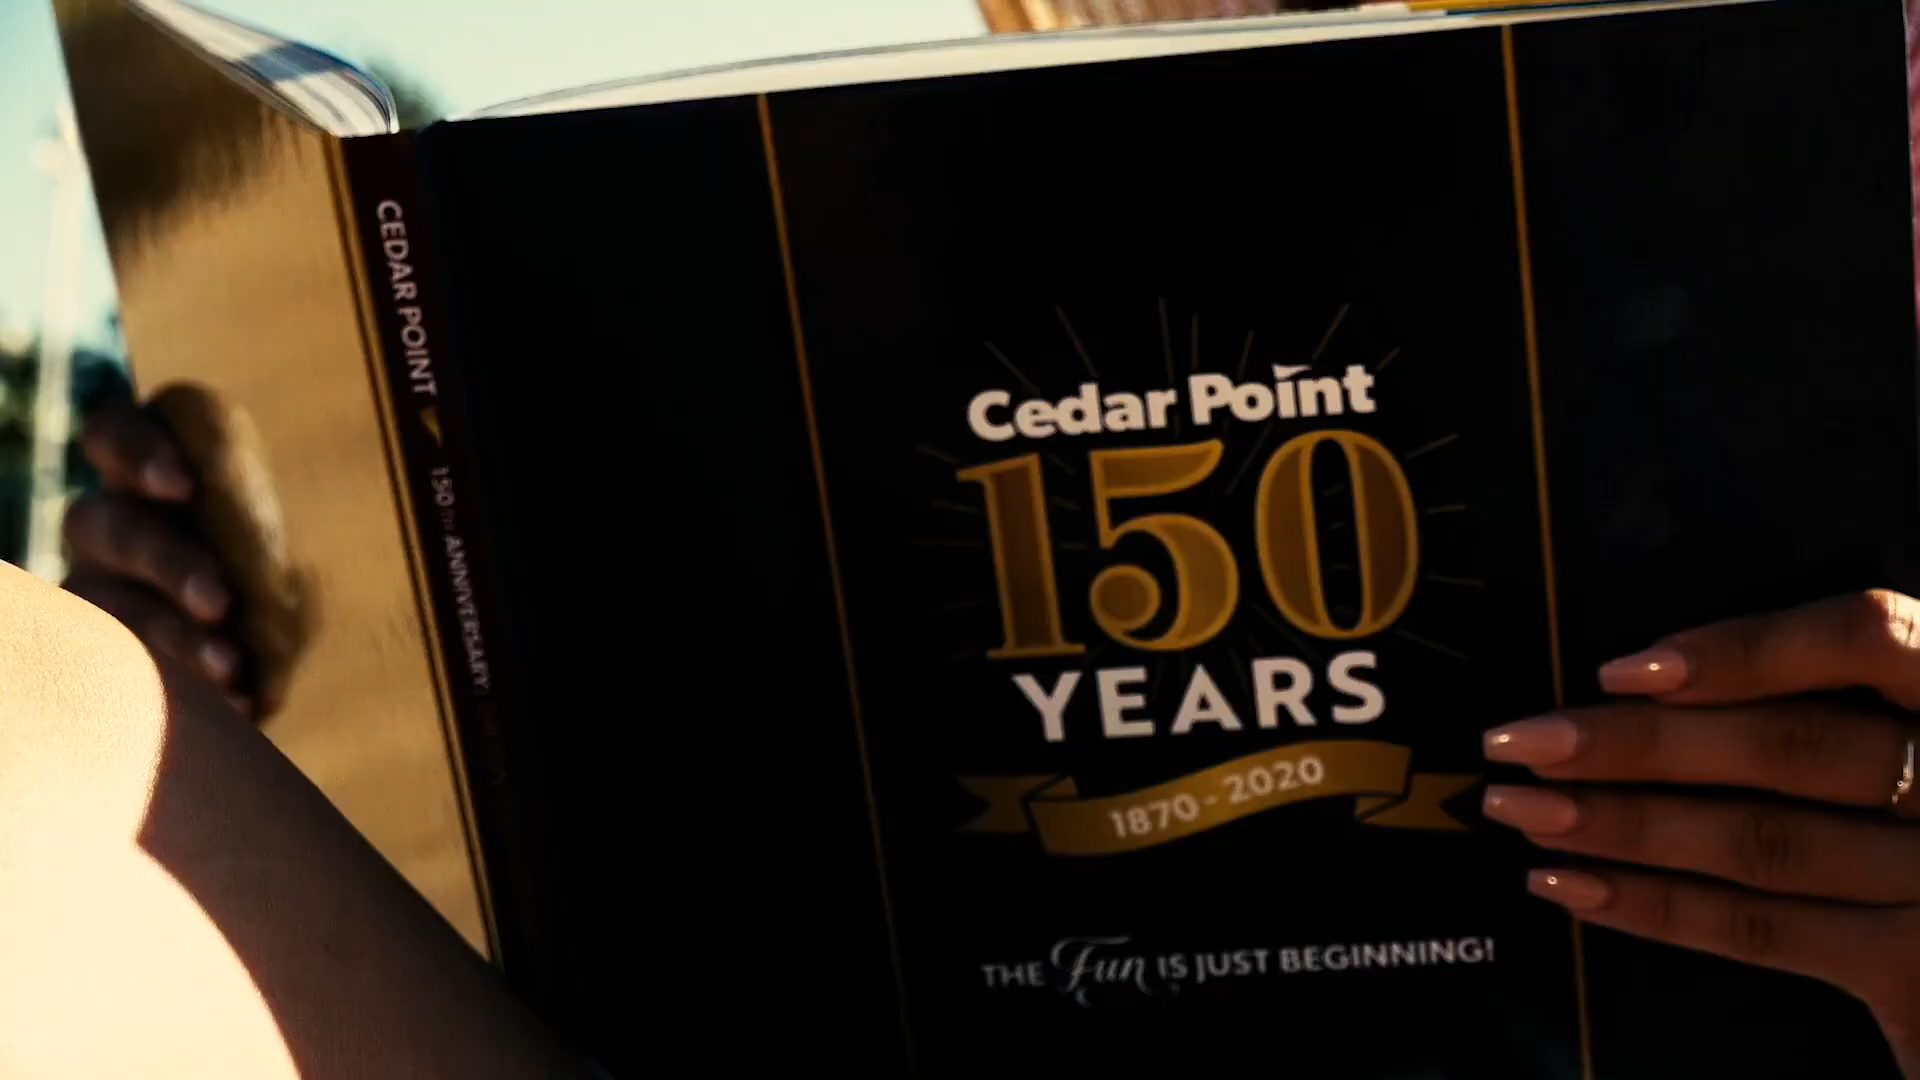 CEDAR POINT 150TH ANNIVERSARY:
Cedar Point
150
YEARS
1870 - 2020
THE Fun IS JUST BEGINNING!